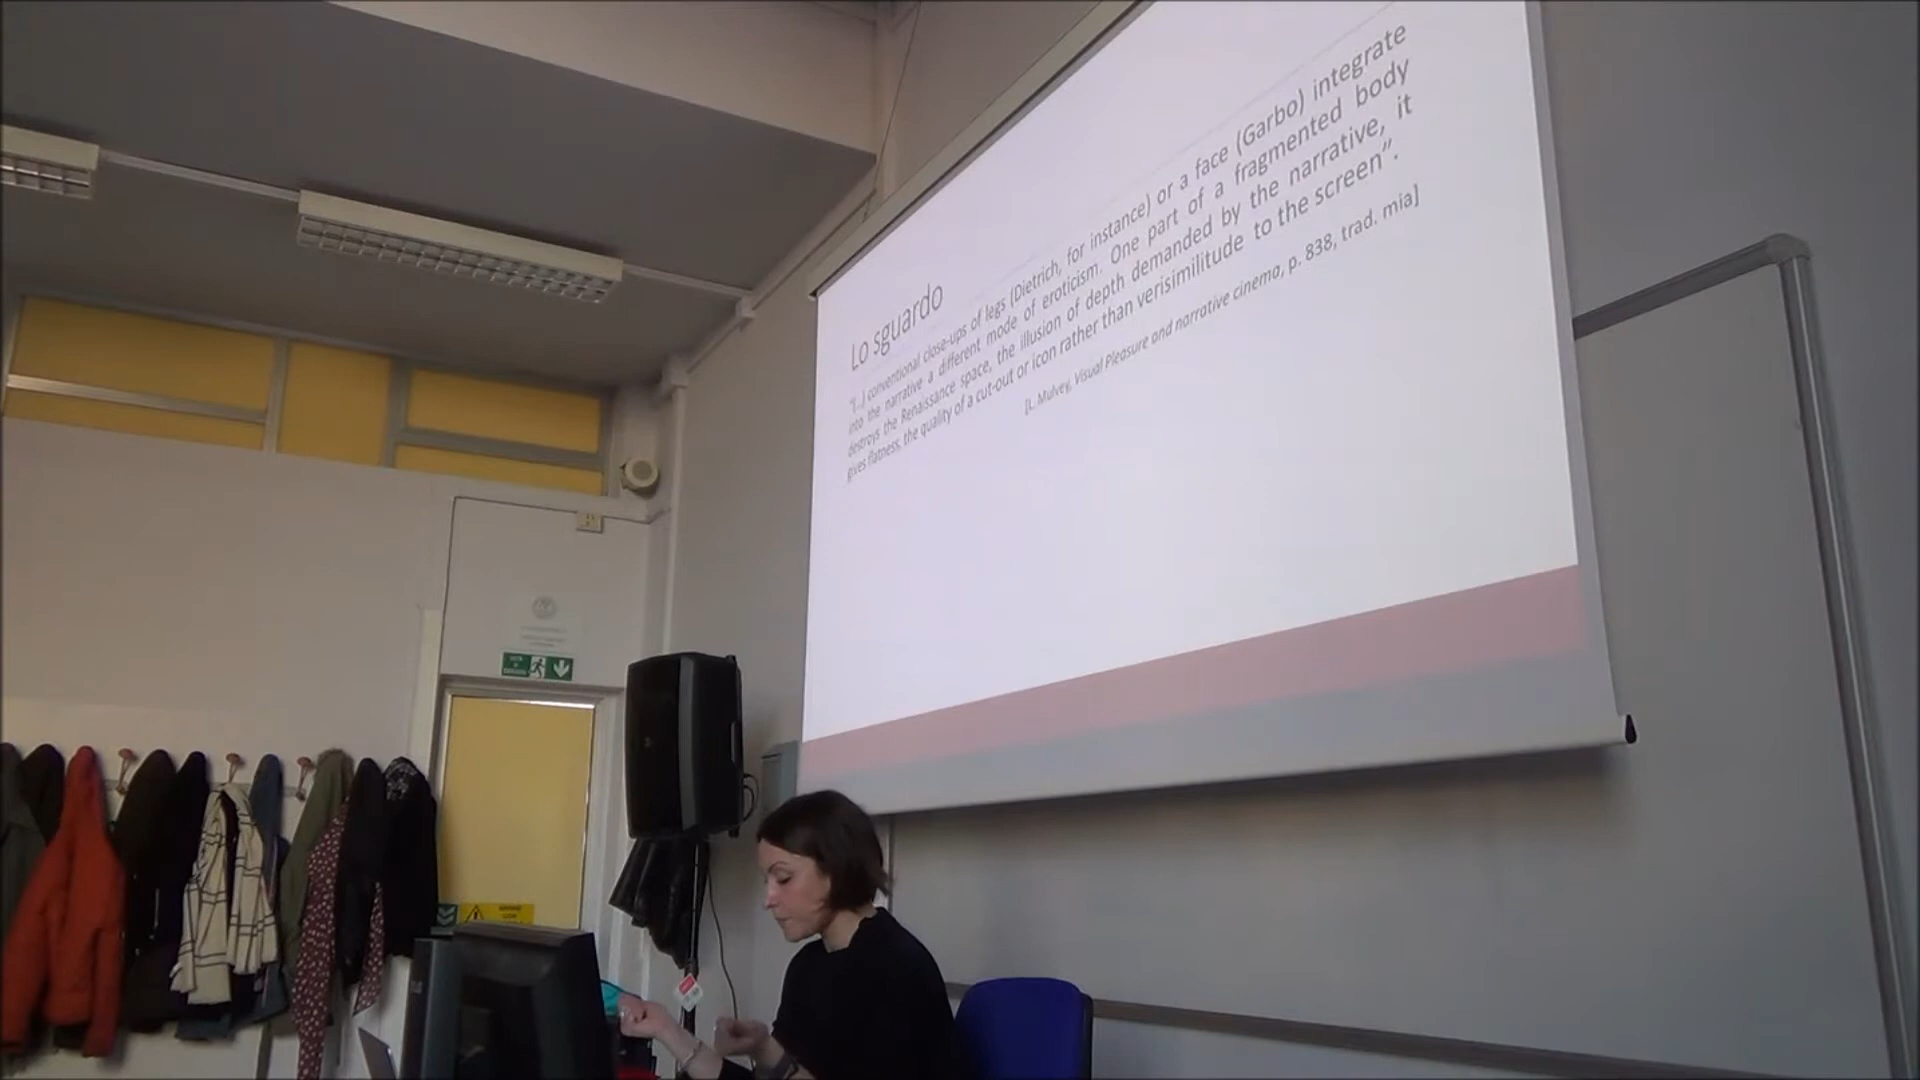 Lo sguardo
"(...) conventional close-ups of legs (Dietrich, for instance) or a face (Garbo) integrate
into the narrative a different mode of eroticism. One part of a fragmented body
destroys the Renaissance space, the illusion of depth demanded by the narrative, it
gives flatness, the quality of a cut-out or icon rather than verisimilitude to the screen".
[L. Mulvey, Visual Pleasure and narrative cinema, p. 838, trad. mia]